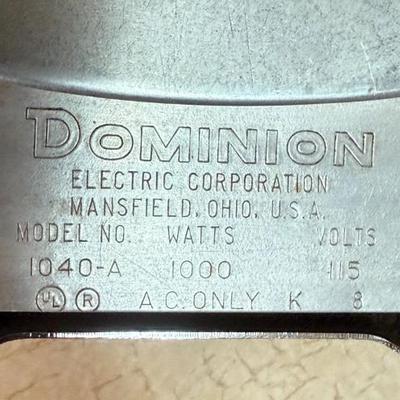 DOMINION
ELECTRIC CORPORATION
MANSFIELD, OHIO, U.S.A.
MODEL NO. WATTS VOLTS
1040-A 1000 115
UL R A.C. ONLY K 8